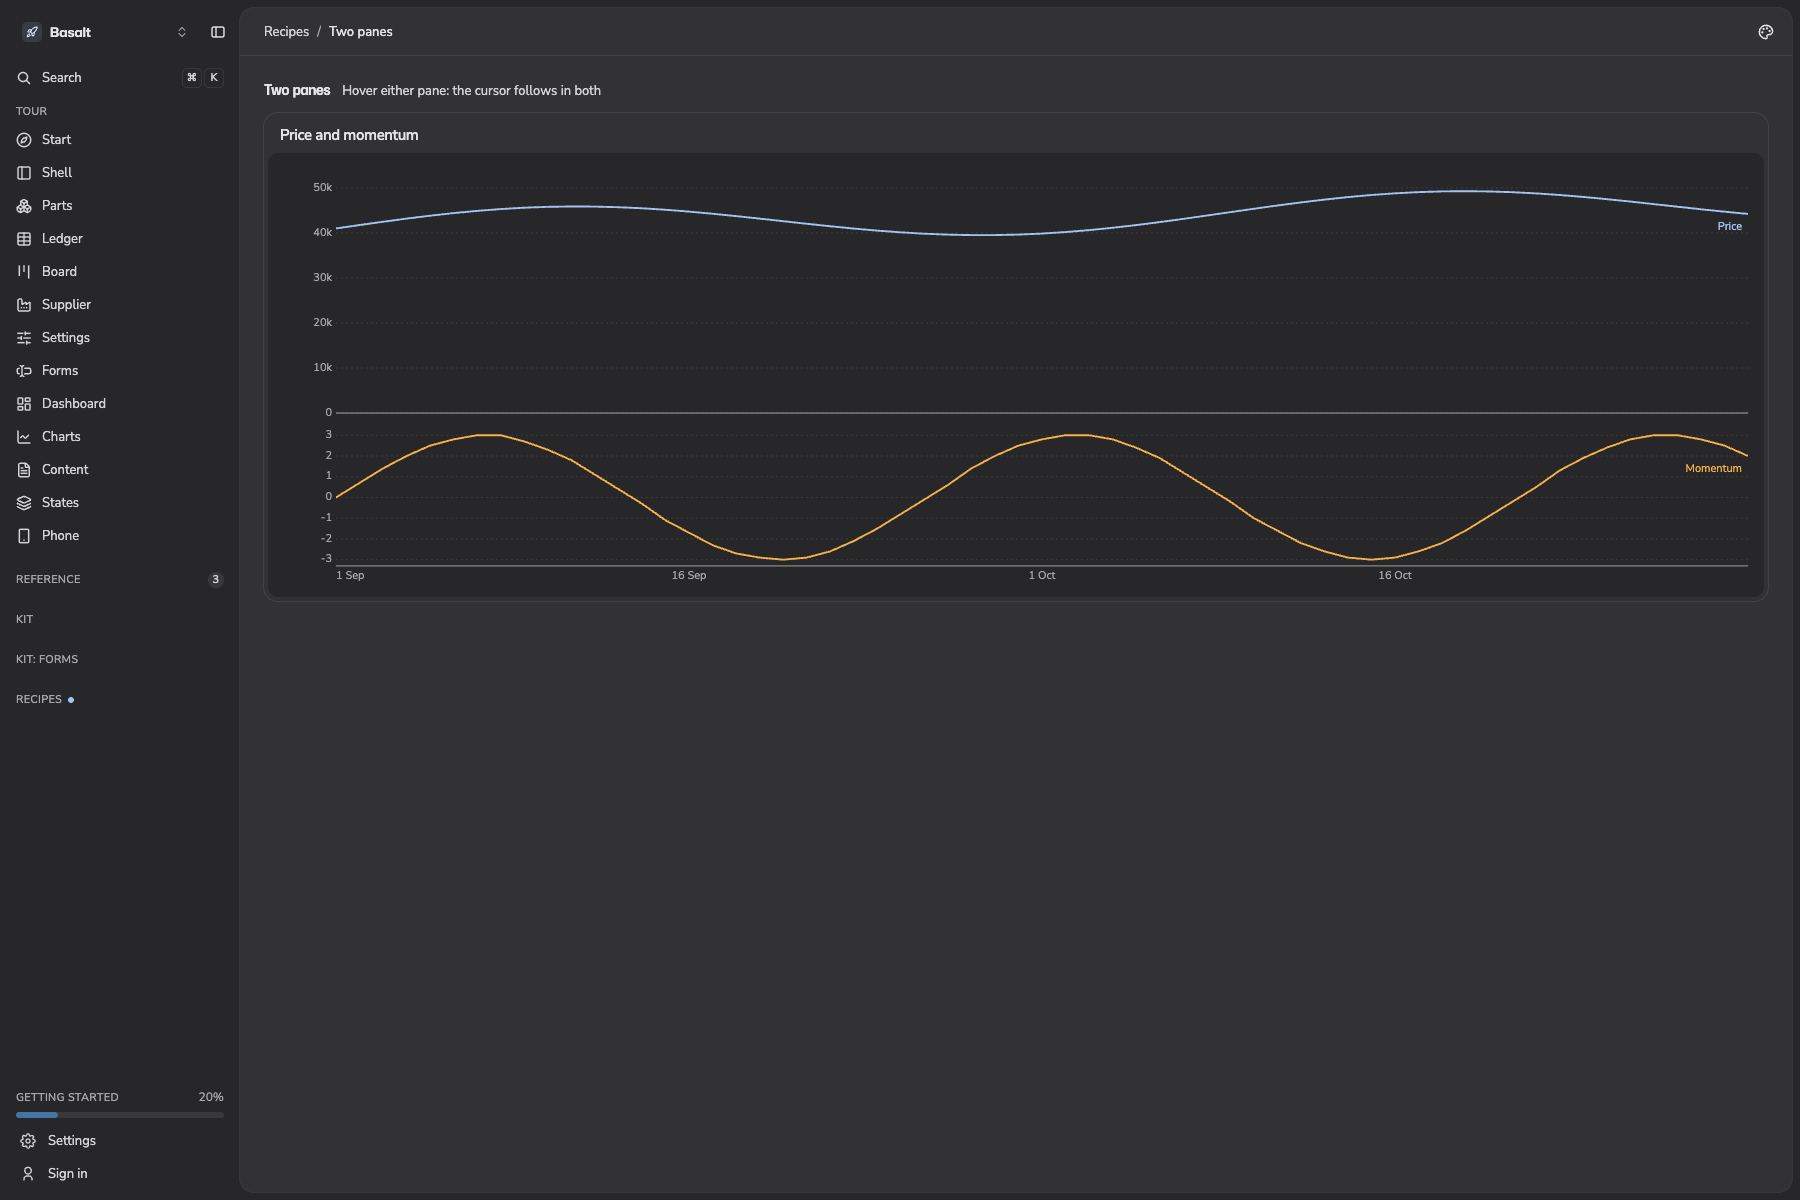 Basalt
Search ⌘ K
TOUR
Start
Shell
Parts
Ledger
Board
Supplier
Settings
Forms
Dashboard
Charts
Content
States
Phone
REFERENCE 3
KIT
KIT: FORMS
RECIPES
GETTING STARTED 20%
Settings
Sign in
Recipes / Two panes
Two panes Hover either pane: the cursor follows in both
Price and momentum
50k
40k
Price
30k
20k
10k
0
3
2
Momentum
1
0
-1
-2
-3
1 Sep 16 Sep 1 Oct 16 Oct